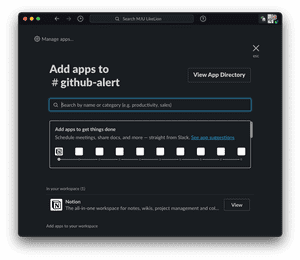 Search MJU LikeLion
Manage apps...
esc
Add apps to
# github-alert
View App Directory
Search by name or category (e.g. productivity, sales)
Add apps to get things done
Schedule meetings, share docs, and more — straight from Slack. See app suggestions
In your workspace (1)
Notion
The all-in-one workspace for notes, wikis, project management and col...
View
Add apps to your workspace